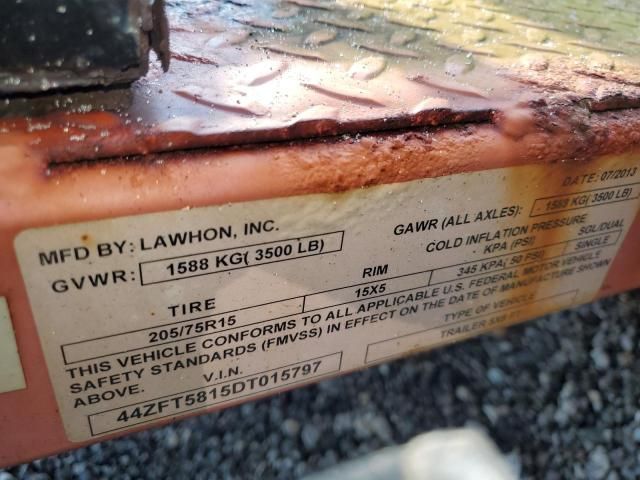 DATE: 07/2013
MFD BY: LAWHON, INC. GAWR (ALL AXLES): 1588 KG( 3500 LB)
GVWR: 1588 KG( 3500 LB) COLD INFLATION PRESSURE
TIRE RIM KPA (PSI) SGL/DUAL
205/75R15 15X5 345 KPA( 50 PSI) SINGLE
THIS VEHICLE CONFORMS TO ALL APPLICABLE U.S. FEDERAL MOTOR VEHICLE
SAFETY STANDARDS (FMVSS) IN EFFECT ON THE DATE OF MANUFACTURE SHOWN
ABOVE. V.I.N. TYPE OF VEHICLE
44ZFT5815DT015797 TRAILER 5X8